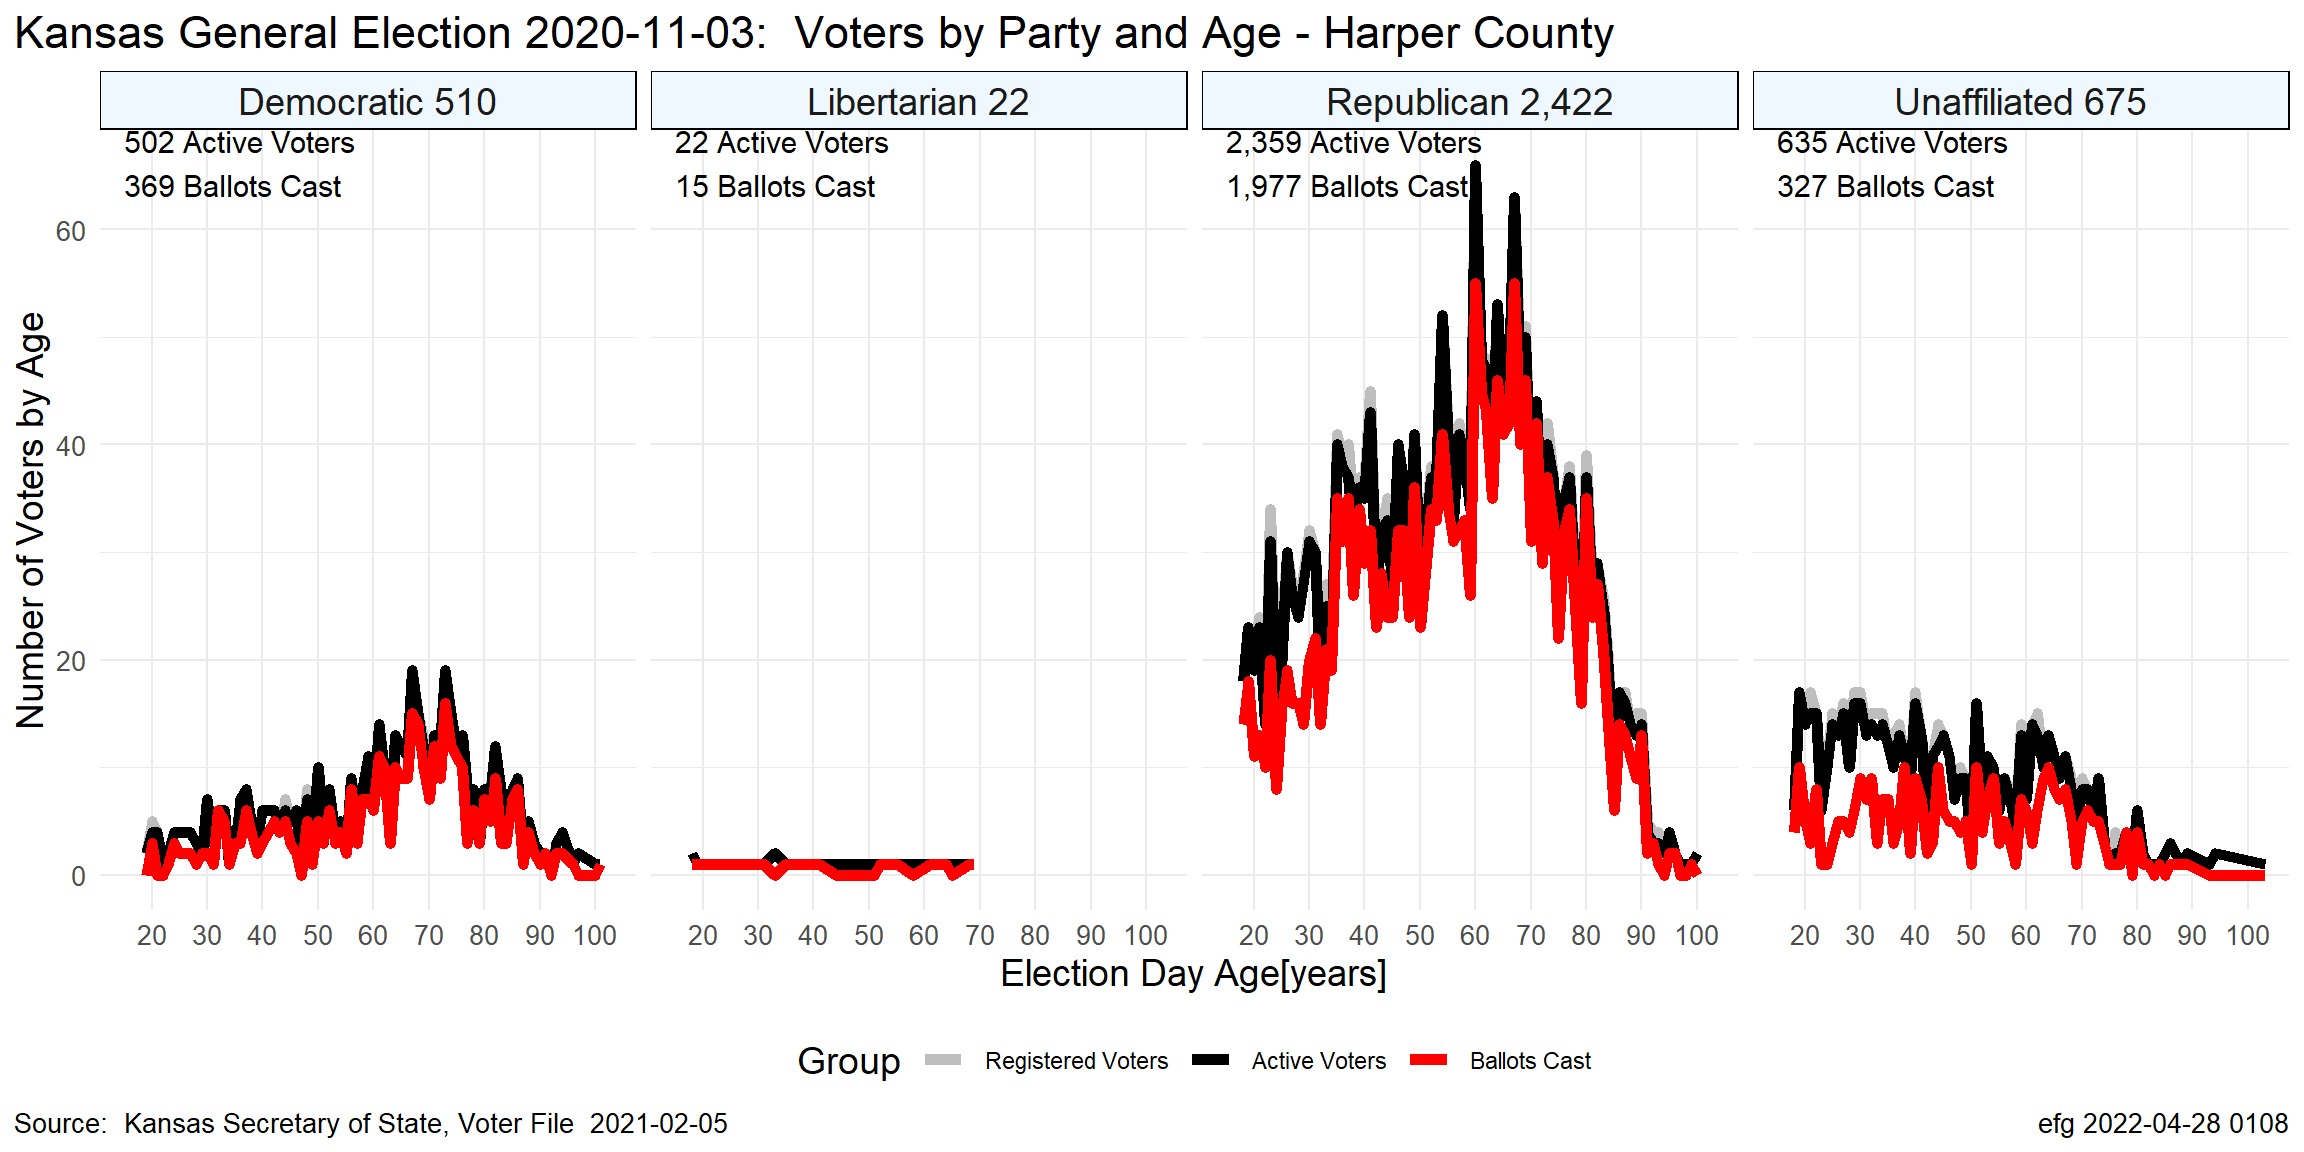 Kansas General Election 2020-11-03:  Voters by Party and Age - Harper County
Democratic 510
Libertarian 22
Republican 2,422
Unaffiliated 675
502 Active Voters
369 Ballots Cast
22 Active Voters
15 Ballots Cast
2,359 Active Voters
1,977 Ballots Cast
635 Active Voters
327 Ballots Cast
Number of Voters by Age
60
40
20
0
20 30 40 50 60 70 80 90 100
20 30 40 50 60 70 80 90 100
20 30 40 50 60 70 80 90 100
20 30 40 50 60 70 80 90 100
Election Day Age[years]
Group Registered Voters Active Voters Ballots Cast
Source:  Kansas Secretary of State, Voter File  2021-02-05
efg 2022-04-28 0108